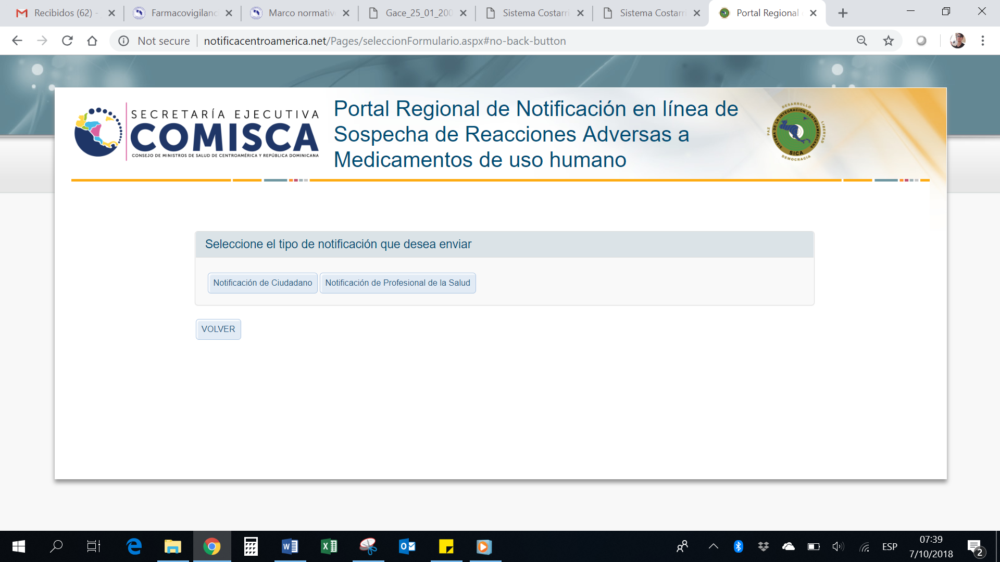 Recibidos (62) -
Farmacovigilanc
Marco normativ
Gace_25_01_200
Sistema Costarri
Sistema Costarri
Portal Regional
Not secure
notificacentroamerica.net/Pages/seleccionFormulario.aspx#no-back-button
SECRETARÍA EJECUTIVA
COMISCA
CONSEJO DE MINISTROS DE SALUD DE CENTROAMÉRICA Y REPÚBLICA DOMINICANA
Portal Regional de Notificación en línea de
Sospecha de Reacciones Adversas a
Medicamentos de uso humano
DESARROLLO
PAZ
LIBERTAD
DEMOCRACIA
SISTEMA DE LA INTEGRACION CENTROAMERICANA
SICA
Seleccione el tipo de notificación que desea enviar
Notificación de Ciudadano
Notificación de Profesional de la Salud
VOLVER
ESP
07:39
7/10/2018
2